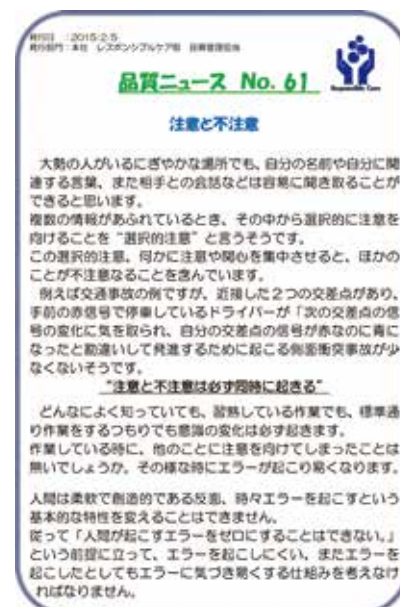 発行日 :2015/2/5
発行部門:本社 レスポンシブルケア部 品質管理担当
品質ニュース No. 61
Responsible Care
注意と不注意
大勢の人がいるにぎやかな場所でも、自分の名前や自分に関
連する言葉、また相手との会話などは容易に聞き取ることが
できると思います。
複数の情報があふれているとき、その中から選択的に注意を
向けることを“選択的注意”と言うそうです。
この選択的注意、何かに注意や関心を集中させると、ほかの
ことが不注意なることを含んでいます。
例えば交通事故の例ですが、近接した2つの交差点があり、
手前の赤信号で停車しているドライバーが「次の交差点の信
号の変化に気を取られ、自分の交差点の信号が赤なのに青に
なったと勘違いして発進するために起こる側面衝突事故が少
なくないそうです。
“注意と不注意は必ず同時に起きる”
どんなによく知っていても、習熟している作業でも、標準通
り作業をするつもりでも意識の変化は必ず起きます。
作業している時に、他のことに注意を向けてしまったことは
無いでしょうか。その様な時にエラーが起こり易くなります。
人間は柔軟で創造的である反面、時々エラーを起こすという
基本的な特性を変えることはできません。
従って「人間が起こすエラーをゼロにすることはできない。」
という前提に立って、エラーを起こしにくい、またエラーを
起こしたとしてもエラーに気づき易くする仕組みを考えなけ
ればなりません。